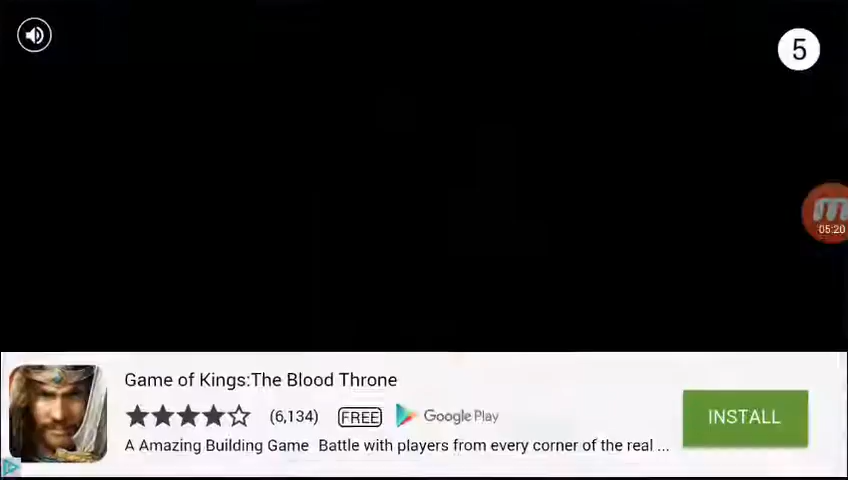 5
05:20
Game of Kings:The Blood Throne
(6,134) FREE Google Play
INSTALL
A Amazing Building Game Battle with players from every corner of the real ...